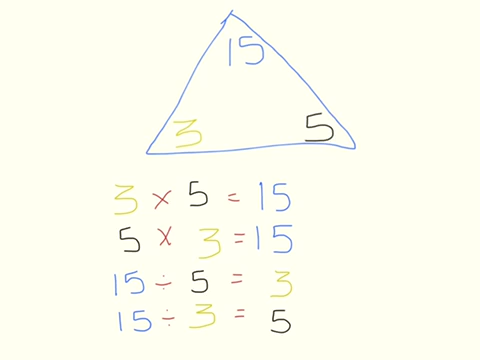 15
3 5
3 × 5 = 15
5 × 3 = 15
15 ÷ 5 = 3
15 ÷ 3 = 5